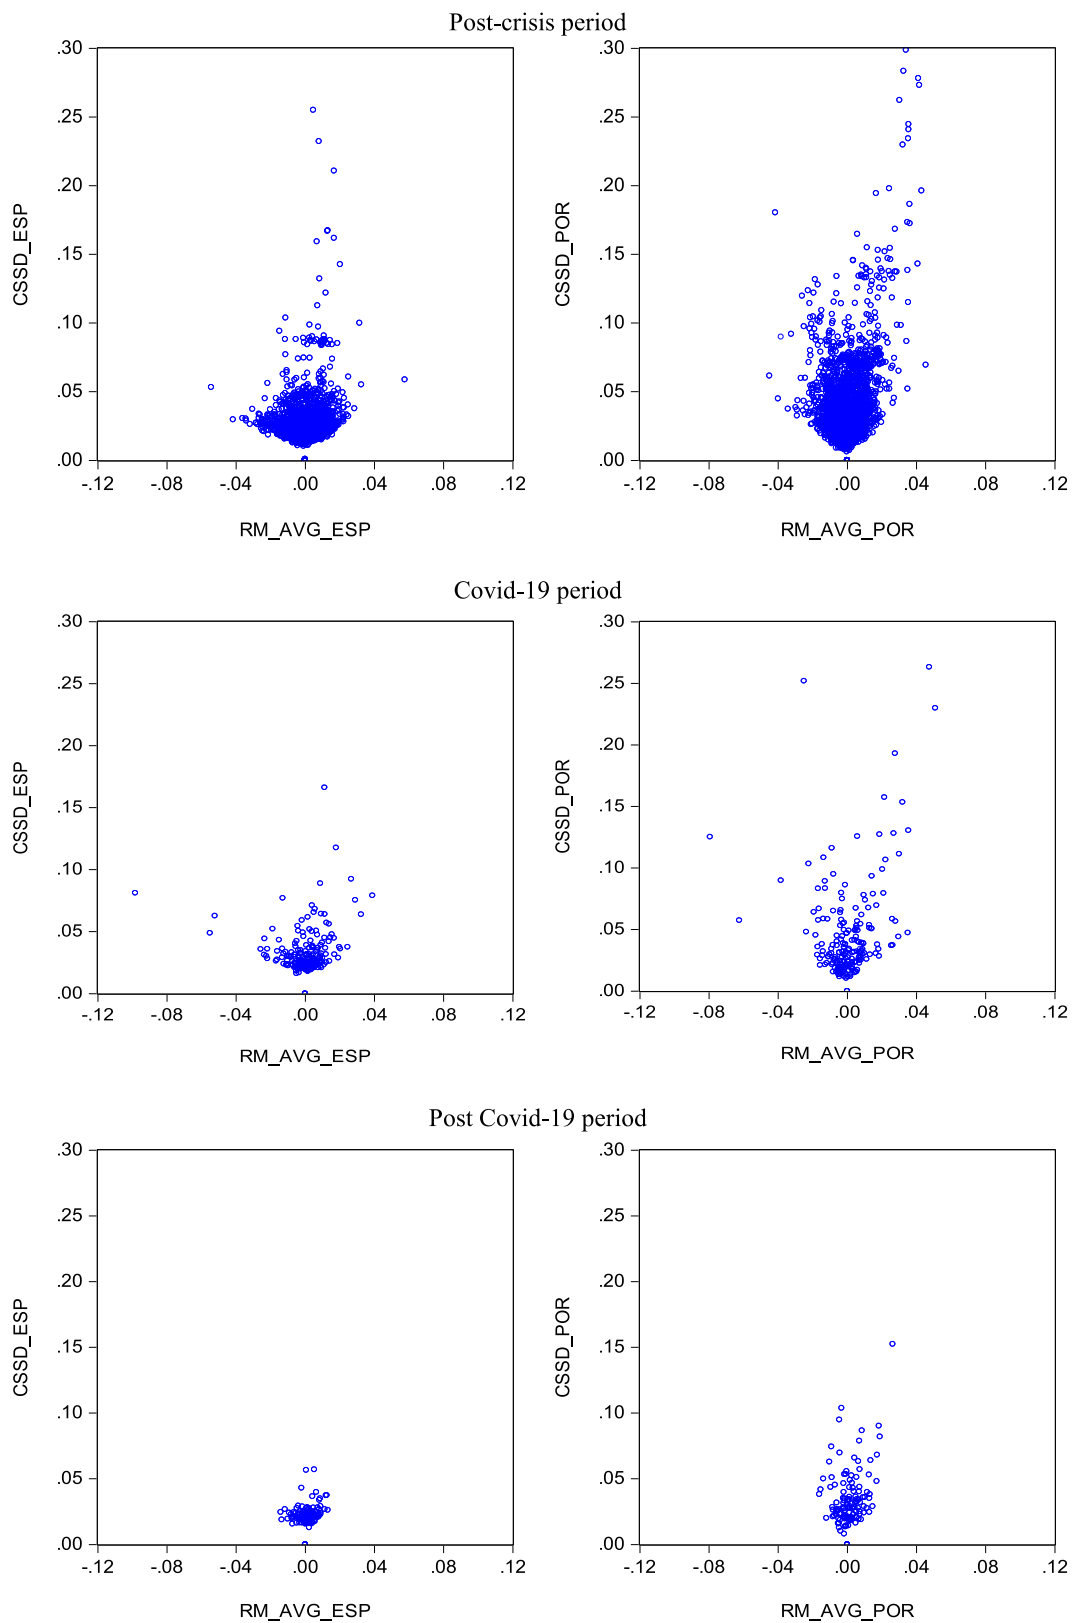 Post-crisis period
.30 .30
.25 .25
.20 .20
CSSD_ESP CSSD_POR
.15 .15
.10 .10
.05 .05
.00 .00
-.12 -.08 -.04 .00 .04 .08 .12 -.12 -.08 -.04 .00 .04 .08 .12
RM_AVG_ESP RM_AVG_POR
Covid-19 period
.30 .30
.25 .25
.20 .20
CSSD_ESP CSSD_POR
.15 .15
.10 .10
.05 .05
.00 .00
-.12 -.08 -.04 .00 .04 .08 .12 -.12 -.08 -.04 .00 .04 .08 .12
RM_AVG_ESP RM_AVG_POR
Post Covid-19 period
.30 .30
.25 .25
.20 .20
CSSD_ESP CSSD_POR
.15 .15
.10 .10
.05 .05
.00 .00
-.12 -.08 -.04 .00 .04 .08 .12 -.12 -.08 -.04 .00 .04 .08 .12
RM_AVG_ESP RM_AVG_POR